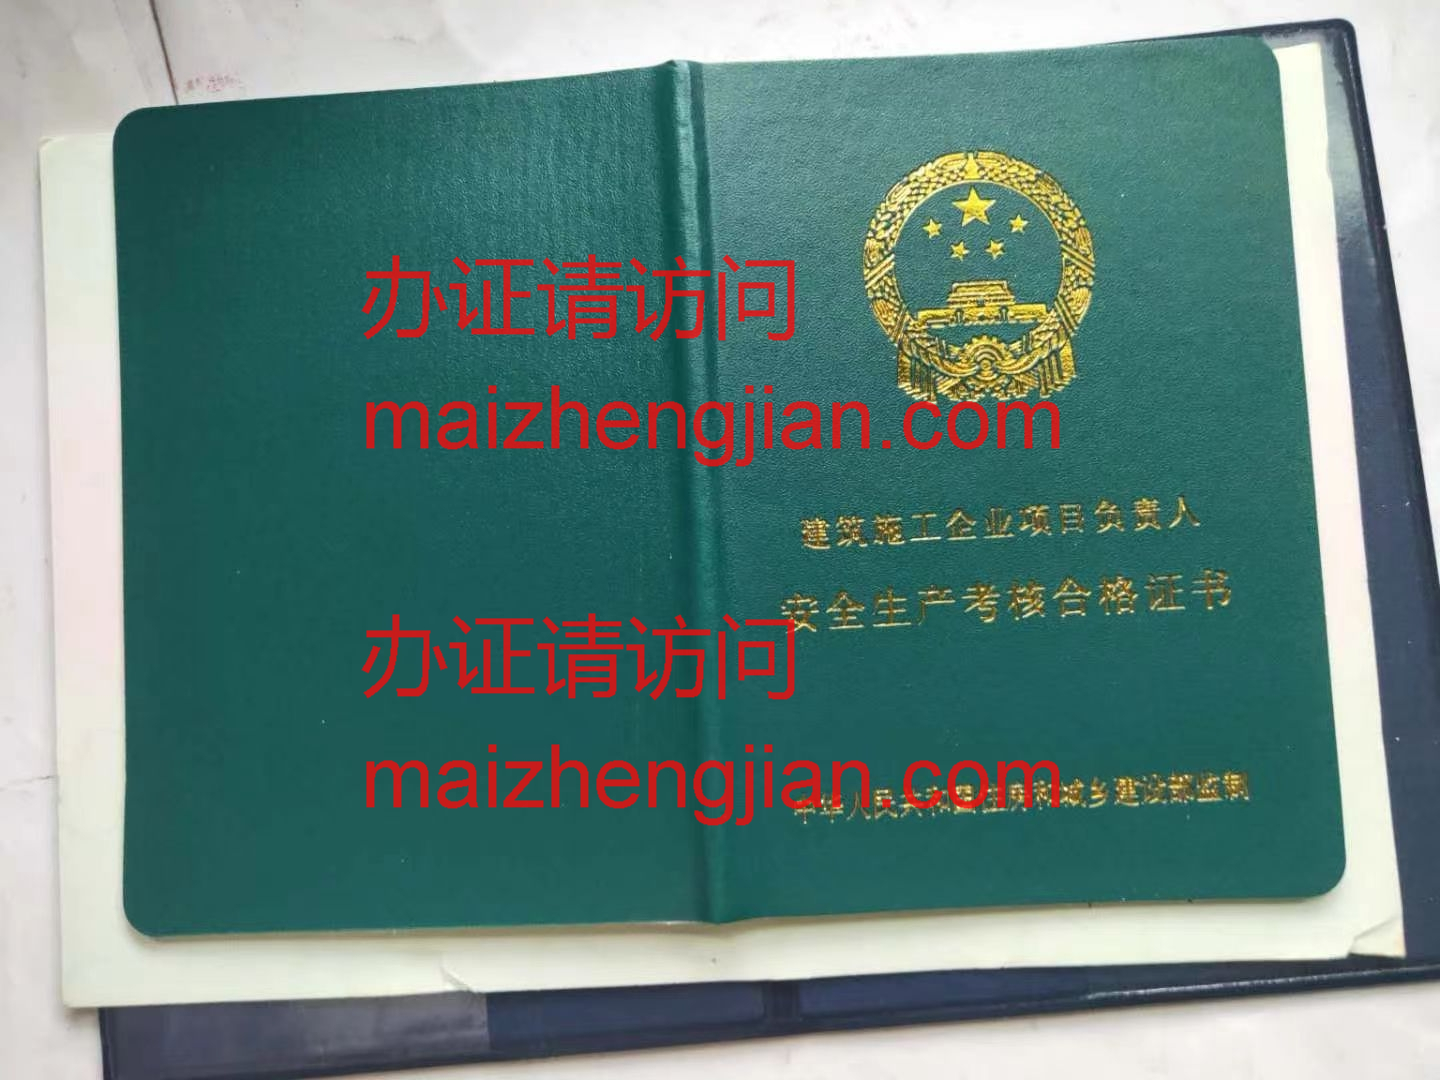 办证请访问
maizhengjian.com
建筑施工企业项目负责人
安全生产考核合格证书
办证请访问
maizhengjian.com
中华人民共和国住房和城乡建设部监制